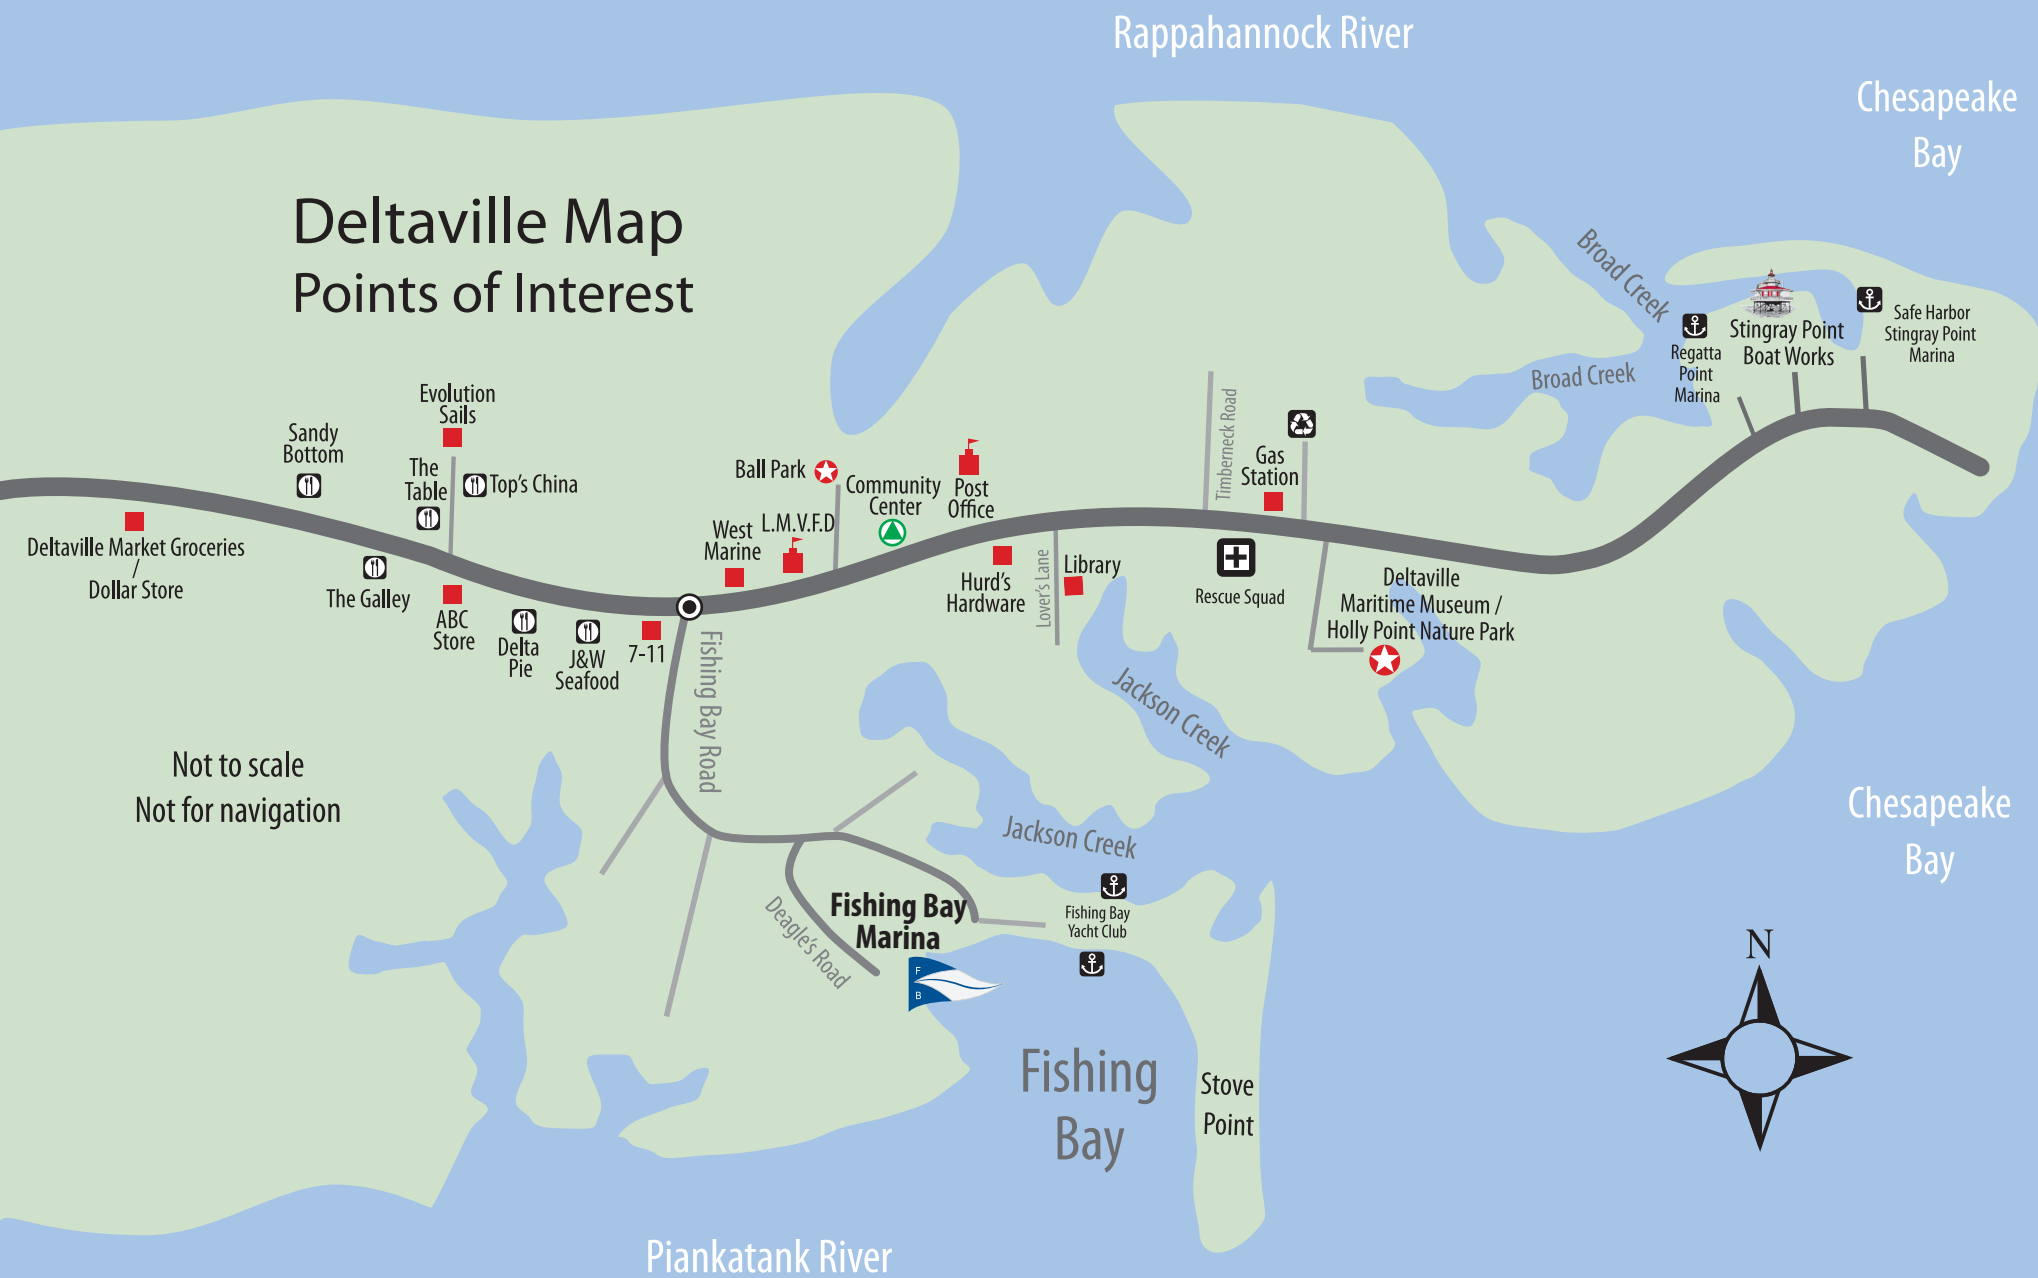 Rappahannock River
Chesapeake
Bay
Deltaville Map
Points of Interest
Broad Creek
Broad Creek
Regatta
Point
Marina
Stingray Point
Boat Works
Safe Harbor
Stingray Point
Marina
Evolution
Sails
Sandy
Bottom
The
Table
Top's China
Deltaville Market Groceries
/
Dollar Store
The Galley
ABC
Store
Delta
Pie
J&W
Seafood
7-11
West
Marine
L.M.V.F.D
Ball Park
Community
Center
Post
Office
Hurd's
Hardware
Lover's Lane
Library
Timberneck Road
Gas
Station
Rescue Squad
Deltaville
Maritime Museum /
Holly Point Nature Park
Fishing Bay Road
Jackson Creek
Jackson Creek
Not to scale
Not for navigation
Deagle's Road
Fishing Bay
Marina
F
B
Fishing Bay
Yacht Club
Fishing
Bay
Stove
Point
Chesapeake
Bay
N
Piankatank River